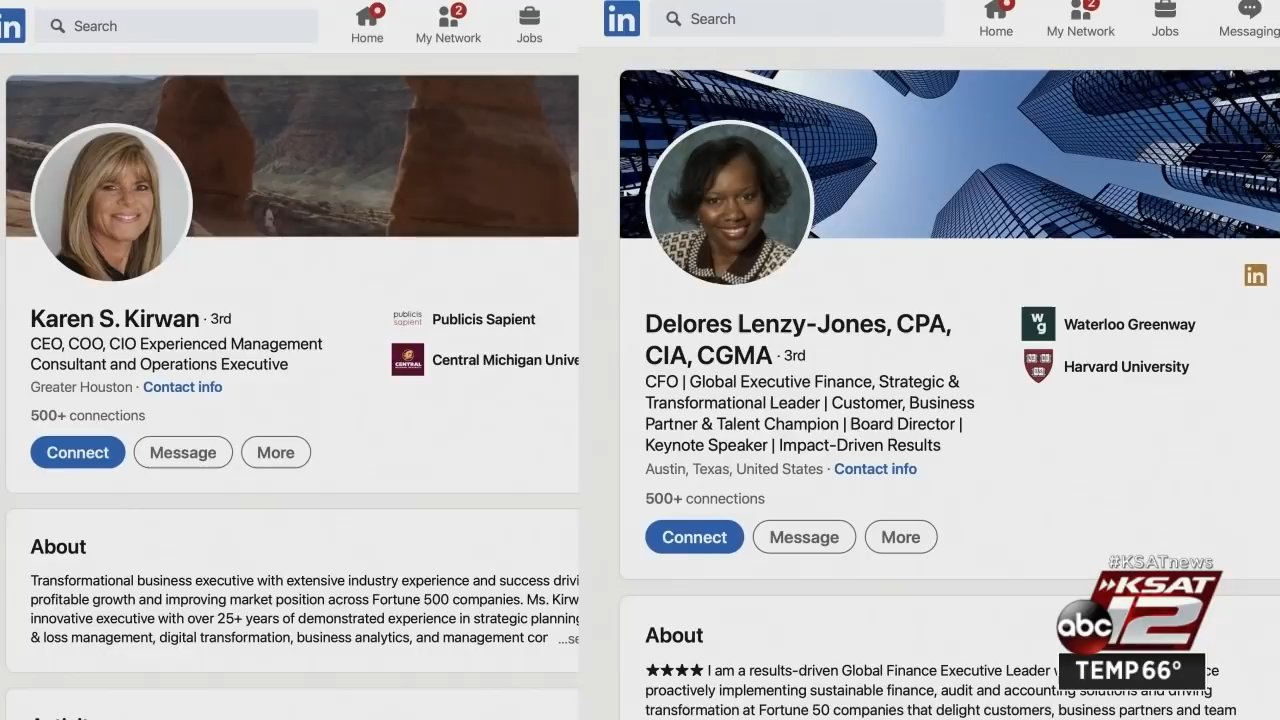 in
Search
Home
2
My Network
Jobs
Karen S. Kirwan · 3rd
CEO, COO, CIO Experienced Management
Consultant and Operations Executive
Greater Houston · Contact info
500+ connections
Connect
Message
More
publicis
sapient
Publicis Sapient
CENTRAL
Central Michigan Unive
About
Transformational business executive with extensive industry experience and success drivi
profitable growth and improving market position across Fortune 500 companies. Ms. Kirw
innovative executive with over 25+ years of demonstrated experience in strategic planning
& loss management, digital transformation, business analytics, and management cor ...se
in
Search
Home
2
My Network
Jobs
Messaging
in
Delores Lenzy-Jones, CPA,
CIA, CGMA · 3rd
CFO | Global Executive Finance, Strategic &
Transformational Leader | Customer, Business
Partner & Talent Champion | Board Director |
Keynote Speaker | Impact-Driven Results
Austin, Texas, United States · Contact info
500+ connections
Connect
Message
More
w
g
Waterloo Greenway
Harvard University
About
★★★★ I am a results-driven Global Finance Executive Leader
proactively implementing sustainable finance, audit and accounting solutions and driving
transformation at Fortune 50 companies that delight customers, business partners and team
#KSATnews
KSAT
abc
12
TEMP 66°